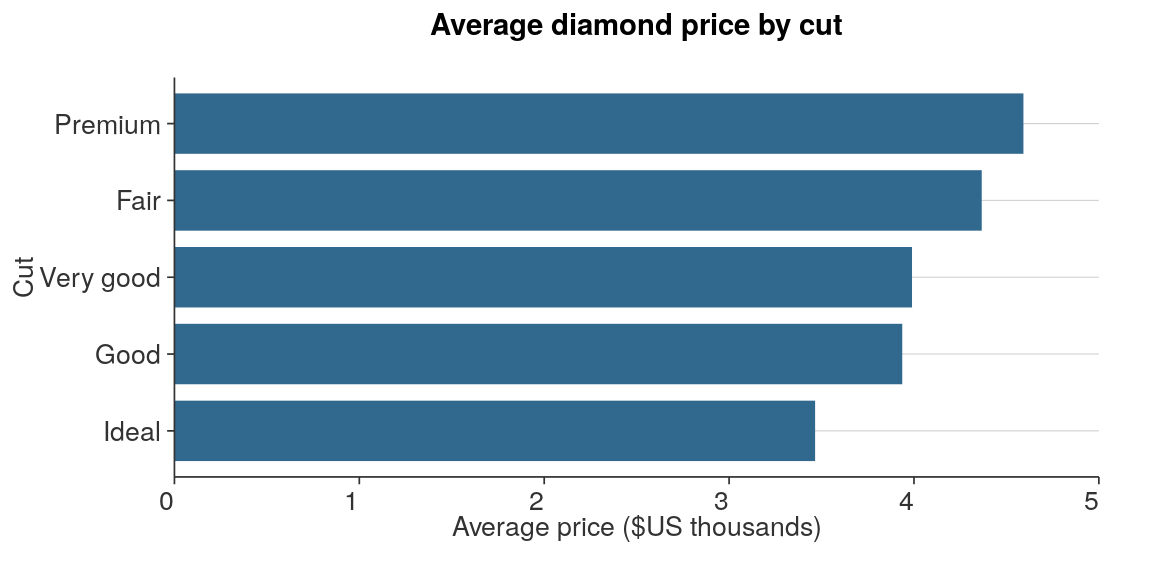 Average diamond price by cut
Cut
Premium
Fair
Very good
Good
Ideal
0 1 2 3 4 5
Average price ($US thousands)